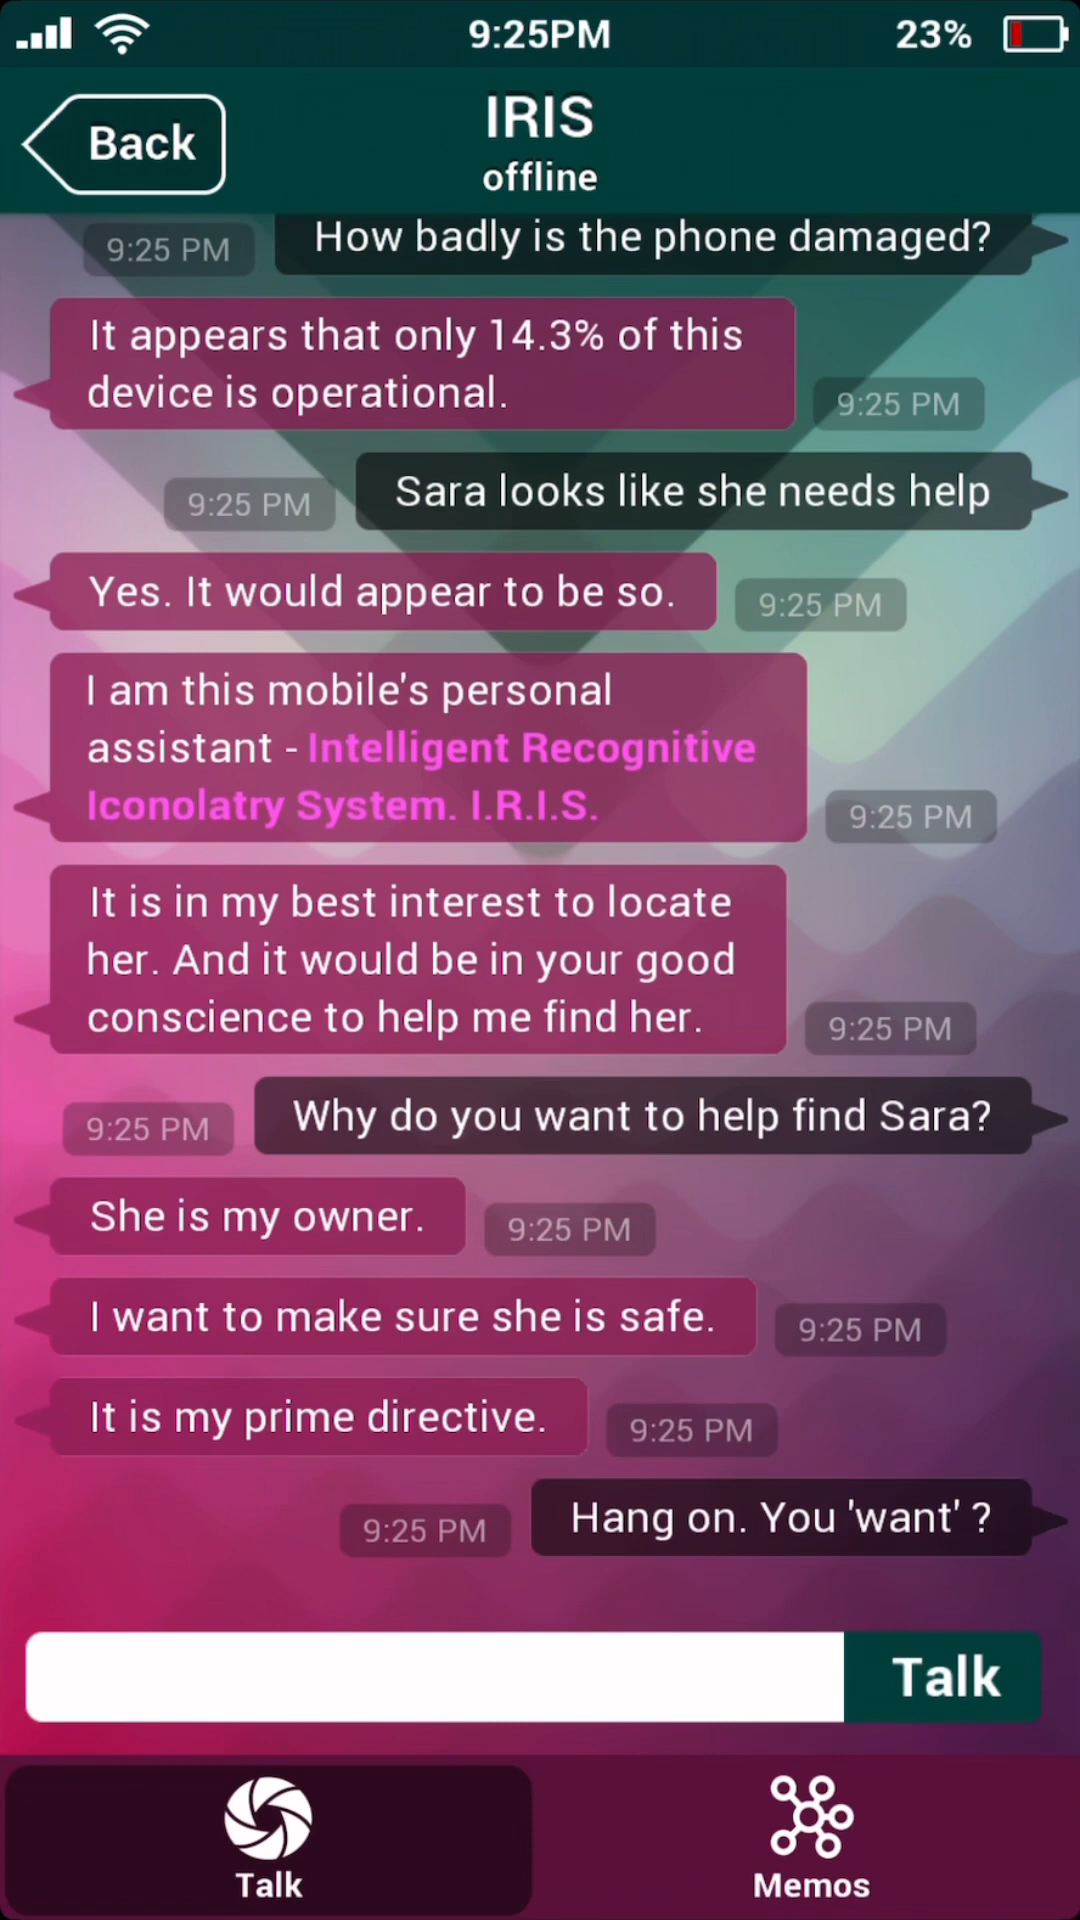 9:25PM
23%
Back
IRIS
offline
How badly is the phone damaged?
9:25 PM
It appears that only 14.3% of this
device is operational.
9:25 PM
Sara looks like she needs help
9:25 PM
Yes. It would appear to be so.
9:25 PM
I am this mobile's personal
assistant - Intelligent Recognitive
Iconolatry System. I.R.I.S.
9:25 PM
It is in my best interest to locate
her. And it would be in your good
conscience to help me find her.
9:25 PM
Why do you want to help find Sara?
9:25 PM
She is my owner.
9:25 PM
I want to make sure she is safe.
9:25 PM
It is my prime directive.
9:25 PM
Hang on. You 'want' ?
9:25 PM
Talk
Talk
Memos